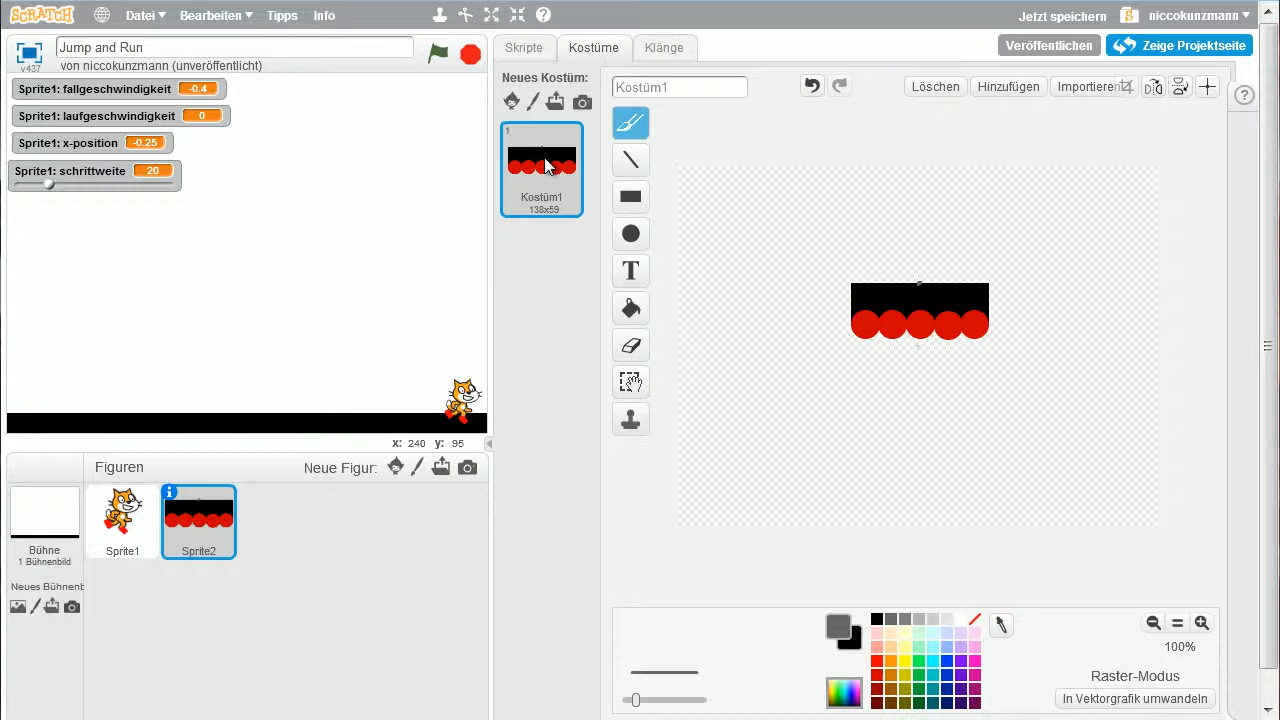 SCRATCH Datei Bearbeiten Tipps Info Jetzt speichern niccokunzmann
v437 Jump and Run
von niccokunzmann (unveröffentlicht)
Skripte Kostüme Klänge Veröffentlichen Zeige Projektseite
Sprite1: fallgeschwindigkeit -0.4
Sprite1: laufgeschwindigkeit 0
Sprite1: x-position -0.25
Sprite1: schrittweite 20
Neues Kostüm: Kostüm1 Löschen Hinzufügen Importieren
1
Kostüm1
138x59
T
x: 240 y: 95
Figuren Neue Figur:
Bühne
1 Bühnenbild
Sprite1 Sprite2
Neues Bühnenb
100%
Raster-Modus
In Vektorgrafik umwandeln